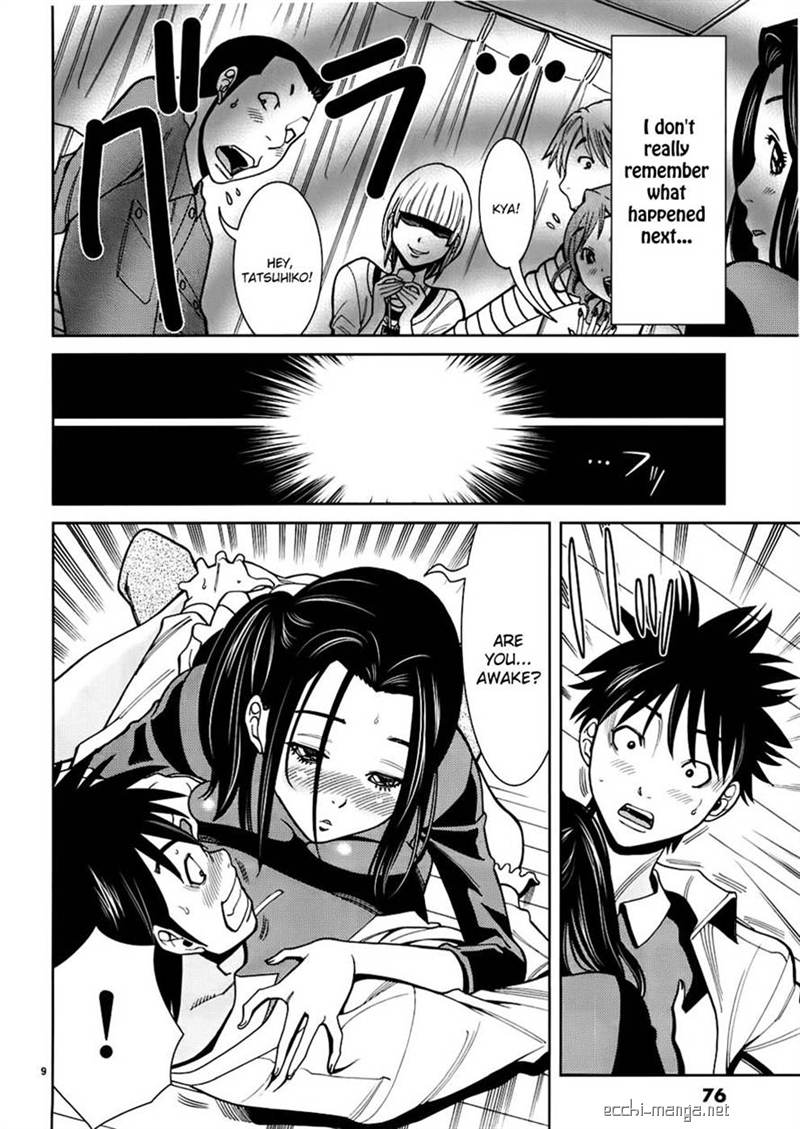 I don't
really
remember
what
happened
next...
KYA!
HEY,
TATSUHIKO!
グラ...
...フッ
ARE
YOU...
AWAKE?
!
9
76
ecchi-manga.net